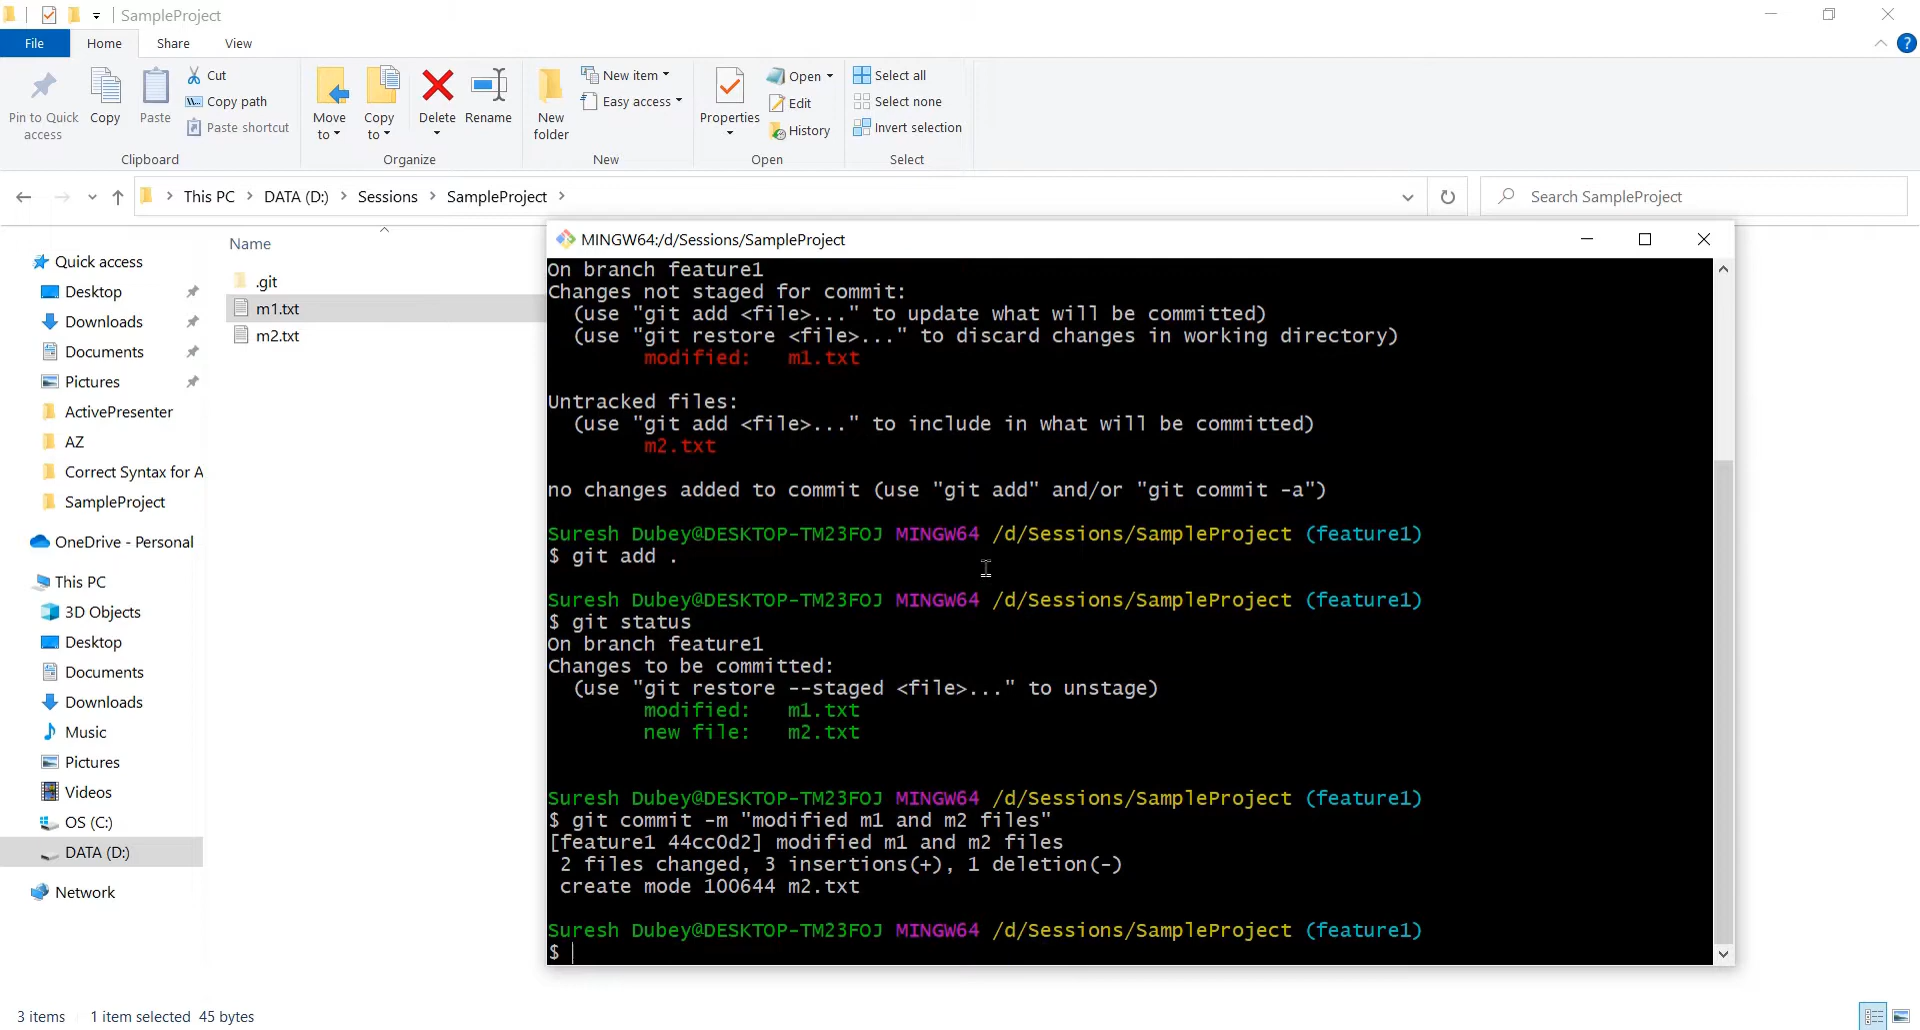 SampleProject
File Home Share View
Pin to Quick access
Copy
Paste
Cut
Copy path
Paste shortcut
Clipboard
Move to
Copy to
Delete
Rename
Organize
New folder
New item
Easy access
New
Properties
Open
Edit
History
Open
Select all
Select none
Invert selection
Select
This PC > DATA (D:) > Sessions > SampleProject >
Search SampleProject
Quick access
Desktop
Downloads
Documents
Pictures
ActivePresenter
AZ
Correct Syntax for A
SampleProject
OneDrive - Personal
This PC
3D Objects
Desktop
Documents
Downloads
Music
Pictures
Videos
OS (C:)
DATA (D:)
Network
Name
.git
m1.txt
m2.txt
MINGW64:/d/Sessions/SampleProject
On branch feature1
Changes not staged for commit:
  (use "git add <file>..." to update what will be committed)
  (use "git restore <file>..." to discard changes in working directory)
        modified:   m1.txt
Untracked files:
  (use "git add <file>..." to include in what will be committed)
        m2.txt
no changes added to commit (use "git add" and/or "git commit -a")
Suresh Dubey@DESKTOP-TM23FOJ MINGW64 /d/Sessions/SampleProject (feature1)
$ git add .
Suresh Dubey@DESKTOP-TM23FOJ MINGW64 /d/Sessions/SampleProject (feature1)
$ git status
On branch feature1
Changes to be committed:
  (use "git restore --staged <file>..." to unstage)
        modified:   m1.txt
        new file:   m2.txt
Suresh Dubey@DESKTOP-TM23FOJ MINGW64 /d/Sessions/SampleProject (feature1)
$ git commit -m "modified m1 and m2 files"
[feature1 44cc0d2] modified m1 and m2 files
 2 files changed, 3 insertions(+), 1 deletion(-)
 create mode 100644 m2.txt
Suresh Dubey@DESKTOP-TM23FOJ MINGW64 /d/Sessions/SampleProject (feature1)
$
3 items 1 item selected 45 bytes